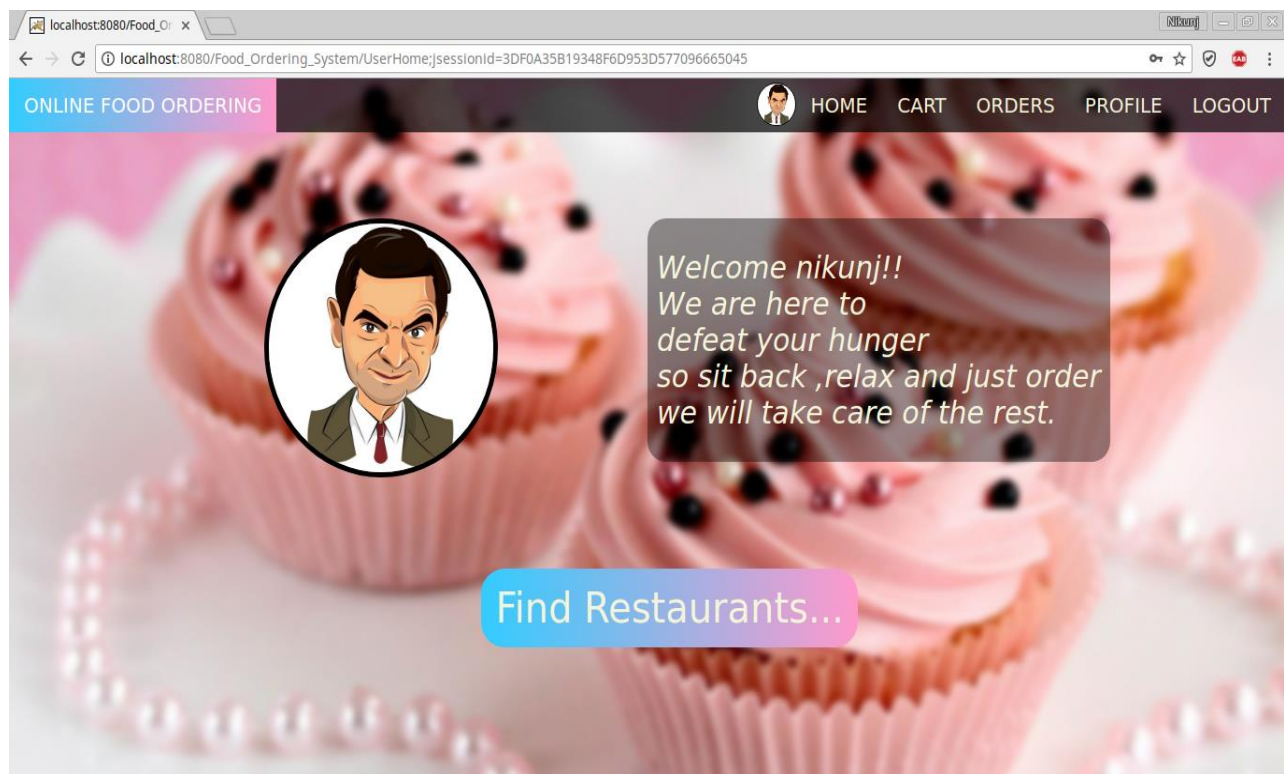 localhost:8080/Food_Or
Nikunj
localhost:8080/Food_Ordering_System/UserHome;jsessionid=3DF0A35B19348F6D953D577096665045
EAB
ONLINE FOOD ORDERING
HOME CART ORDERS PROFILE LOGOUT
Welcome nikunj!!
We are here to
defeat your hunger
so sit back ,relax and just order
we will take care of the rest.
Find Restaurants...